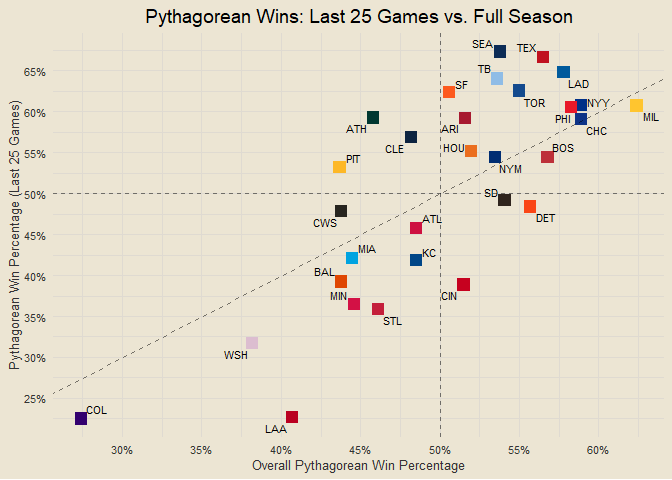 Pythagorean Wins: Last 25 Games vs. Full Season
Pythagorean Win Percentage (Last 25 Games)
65%
60%
55%
50%
45%
40%
35%
30%
25%
SEA
TEX
TB
LAD
SF
TOR
NYY
PHI
MIL
CHC
ATH
ARI
CLE
HOU
BOS
PIT
NYM
SD
DET
CWS
ATL
MIA
KC
BAL
MIN
CIN
STL
WSH
COL
LAA
30%
35%
40%
45%
50%
55%
60%
Overall Pythagorean Win Percentage